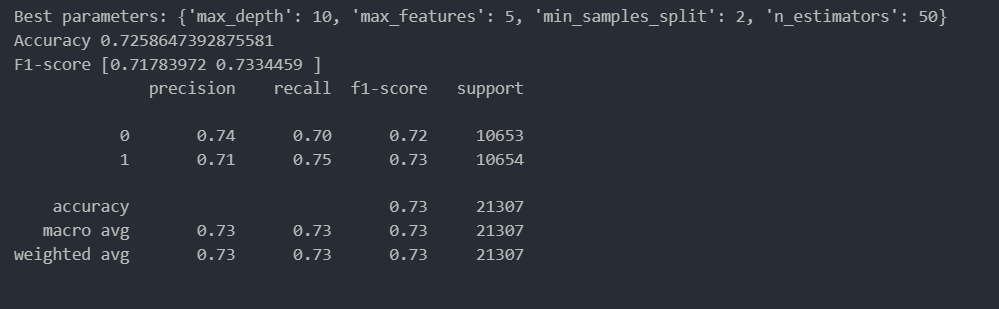 Best parameters: {'max_depth': 10, 'max_features': 5, 'min_samples_split': 2, 'n_estimators': 50}
Accuracy 0.7258647392875581
F1-score [0.71783972 0.7334459 ]
precision recall f1-score support
0 0.74 0.70 0.72 10653
1 0.71 0.75 0.73 10654
accuracy 0.73 21307
macro avg 0.73 0.73 0.73 21307
weighted avg 0.73 0.73 0.73 21307